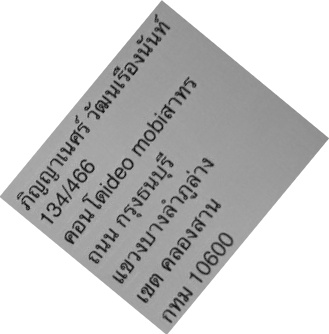 ภิญญาเนศร์ วัฒนเรืองนันท์
134/466
คอนโดideo mobiสาทร
ถนน กรุงธนบุรี
แขวงบางลำภูล่าง
เขต คลองสาน
กทม 10600